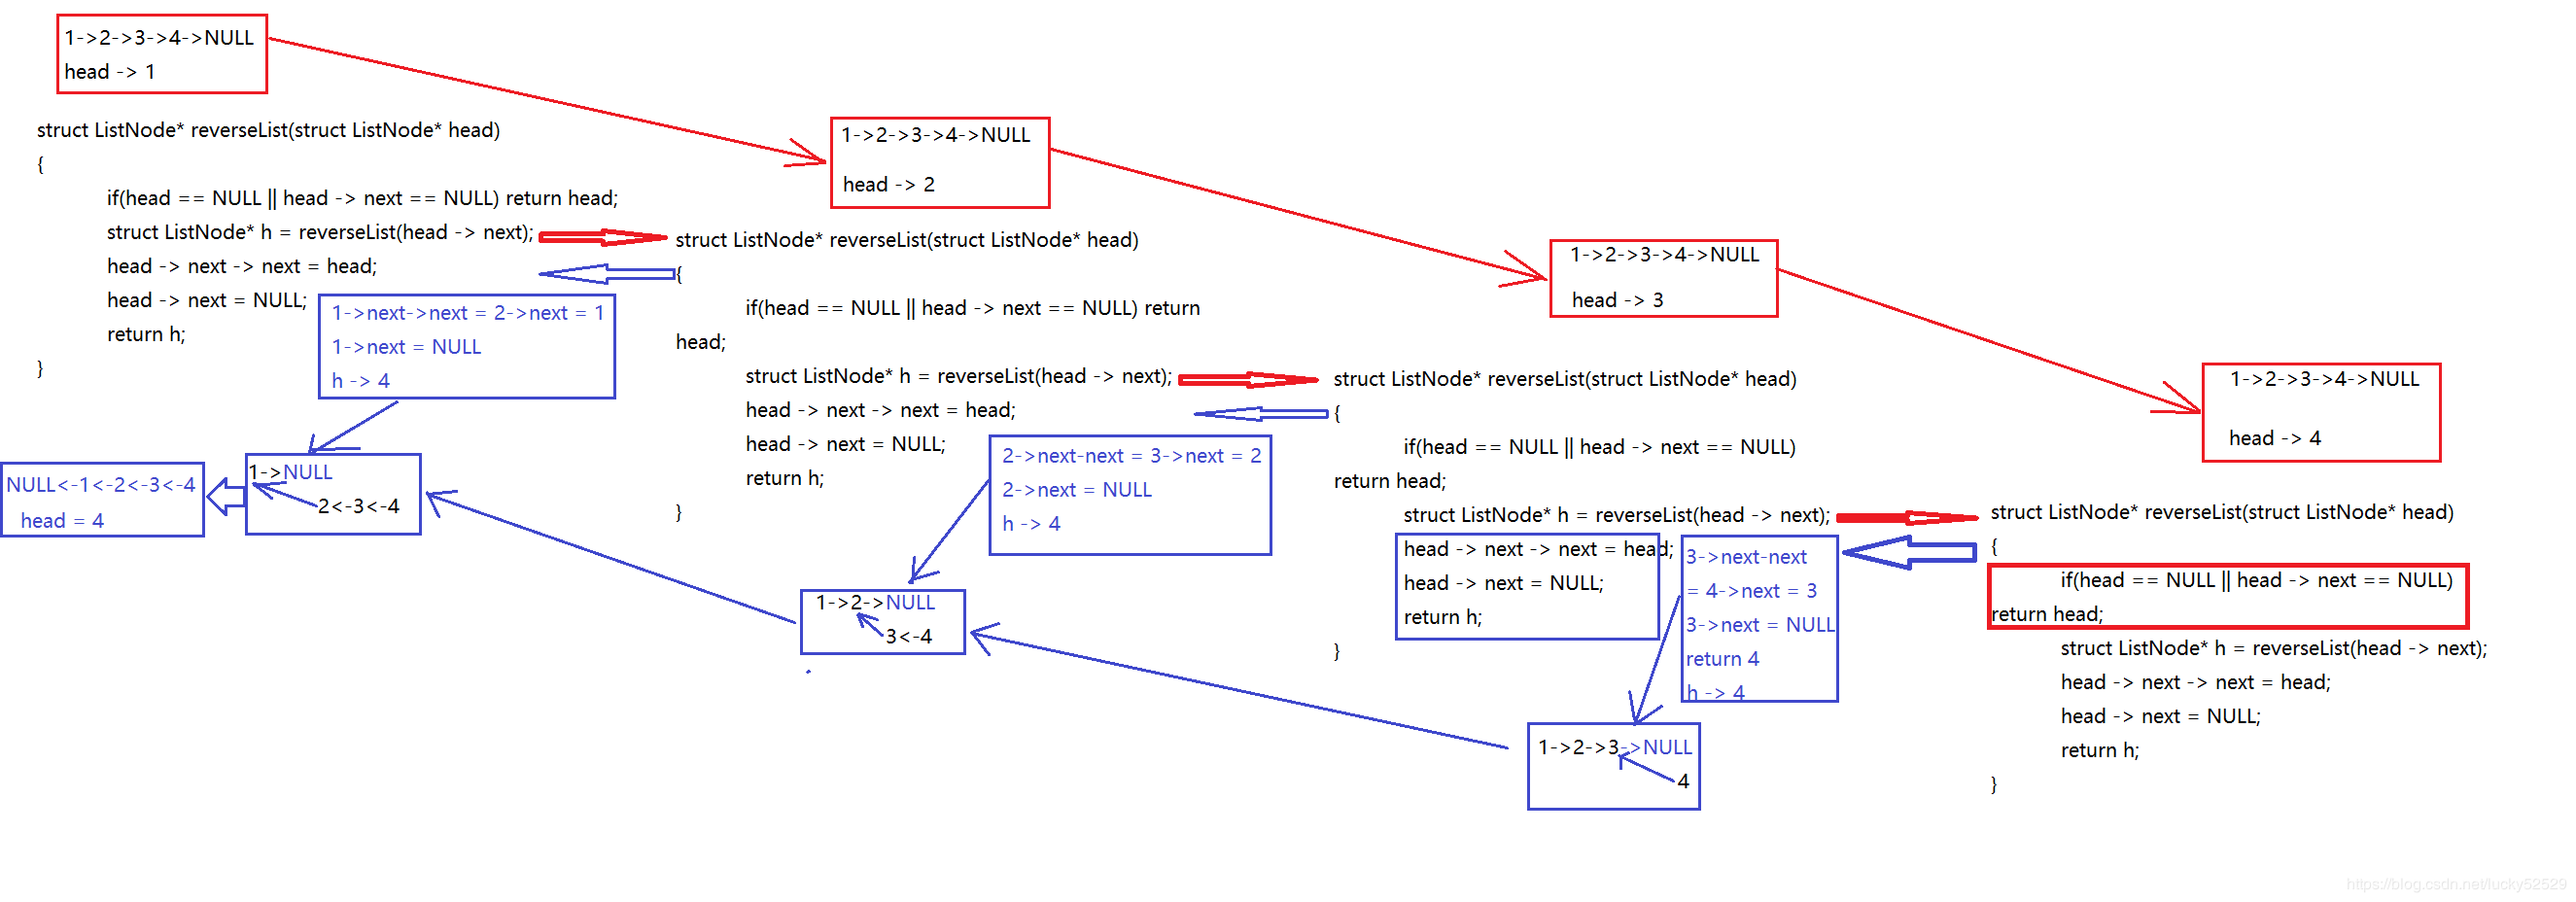 1->2->3->4->NULL
head -> 1
struct ListNode* reverseList(struct ListNode* head)
{
if(head == NULL || head -> next == NULL) return head;
struct ListNode* h = reverseList(head -> next);
head -> next -> next = head;
head -> next = NULL;
return h;
}
1->next->next = 2->next = 1
1->next = NULL
h -> 4
1->NULL
2<-3<-4
NULL<-1<-2<-3<-4
head = 4
1->2->3->4->NULL
head -> 2
struct ListNode* reverseList(struct ListNode* head)
{
if(head == NULL || head -> next == NULL) return
head;
struct ListNode* h = reverseList(head -> next);
head -> next -> next = head;
head -> next = NULL;
return h;
}
2->next-next = 3->next = 2
2->next = NULL
h -> 4
1->2->NULL
3<-4
1->2->3->4->NULL
head -> 3
struct ListNode* reverseList(struct ListNode* head)
{
if(head == NULL || head -> next == NULL)
return head;
struct ListNode* h = reverseList(head -> next);
head -> next -> next = head;
head -> next = NULL;
return h;
}
3->next-next
= 4->next = 3
3->next = NULL
return 4
h -> 4
1->2->3->NULL
4
1->2->3->4->NULL
head -> 4
struct ListNode* reverseList(struct ListNode* head)
{
if(head == NULL || head -> next == NULL)
return head;
struct ListNode* h = reverseList(head -> next);
head -> next -> next = head;
head -> next = NULL;
return h;
}
https://blog.csdn.net/lucky52529